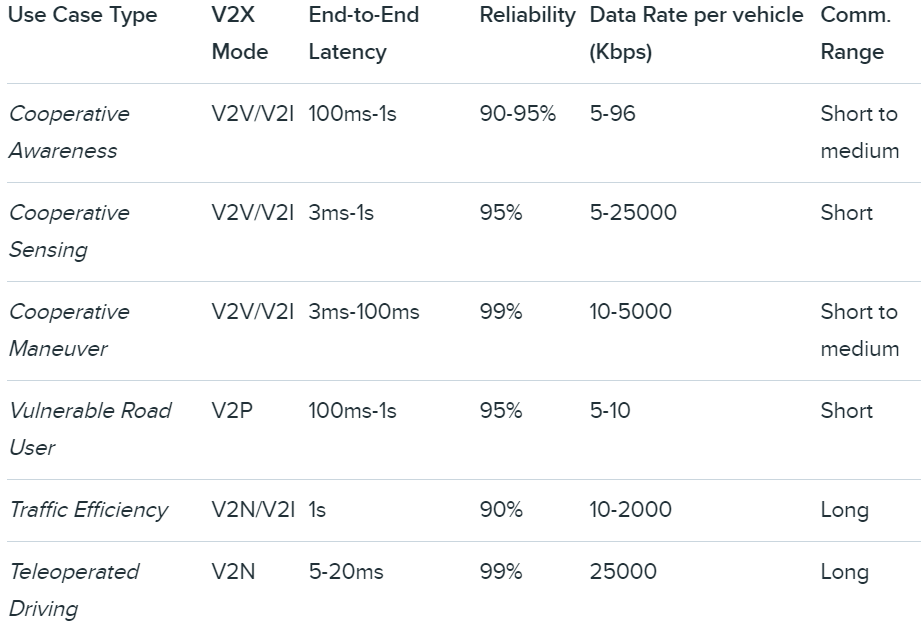 Use Case Type V2X Mode End-to-End Latency Reliability Data Rate per vehicle (Kbps) Comm. Range
Cooperative Awareness V2V/V2I 100ms-1s 90-95% 5-96 Short to medium
Cooperative Sensing V2V/V2I 3ms-1s 95% 5-25000 Short
Cooperative Maneuver V2V/V2I 3ms-100ms 99% 10-5000 Short to medium
Vulnerable Road User V2P 100ms-1s 95% 5-10 Short
Traffic Efficiency V2N/V2I 1s 90% 10-2000 Long
Teleoperated Driving V2N 5-20ms 99% 25000 Long